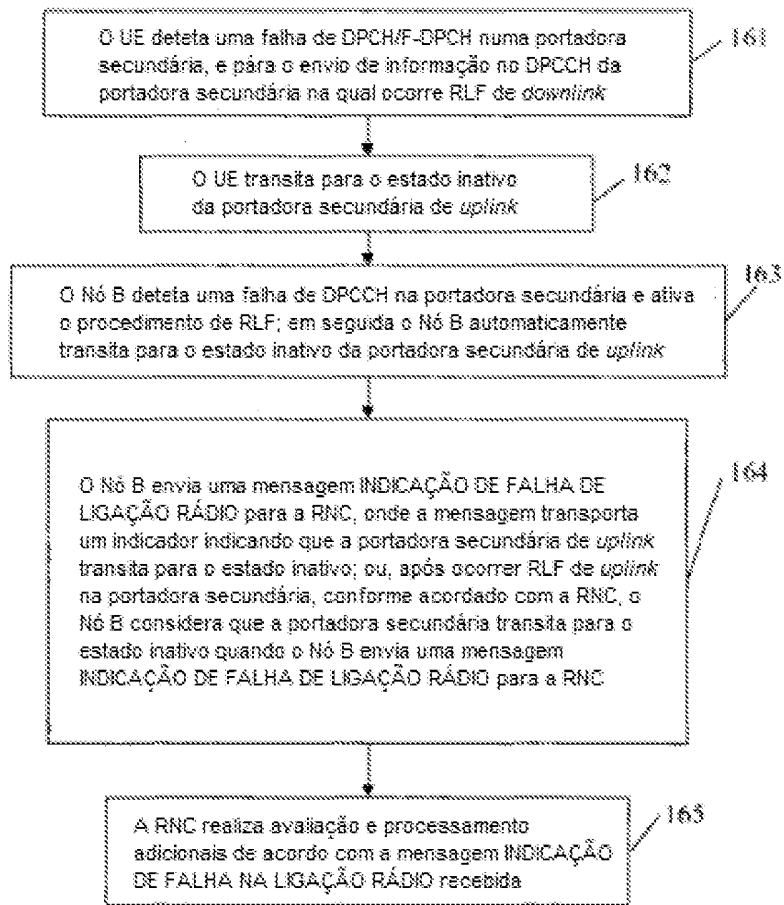 O UE deteta uma falha de DPCH/F-DPCH numa portadora
secundária, e pára o envio de informação no DPCCH da
portadora secundária na qual ocorre RLF de downlink
161
O UE transita para o estado inativo
da portadora secundária de uplink
162
O Nó B deteta uma falha de DPCCH na portadora secundária e ativa
o procedimento de RLF; em seguida o Nó B automaticamente
transita para o estado inativo da portadora secundária de uplink
163
O Nó B envia uma mensagem INDICAÇÃO DE FALHA DE
LIGAÇÃO RÁDIO para a RNC, onde a mensagem transporta
um indicador indicando que a portadora secundária de uplink
transita para o estado inativo; ou, após ocorrer RLF de uplink
na portadora secundária, conforme acordado com a RNC, o
Nó B considera que a portadora secundária transita para o
estado inativo quando o Nó B envia uma mensagem
INDICAÇÃO DE FALHA DE LIGAÇÃO RÁDIO para a RNC
164
A RNC realiza avaliação e processamento
adicionais de acordo com a mensagem INDICAÇÃO
DE FALHA NA LIGAÇÃO RÁDIO recebida
165